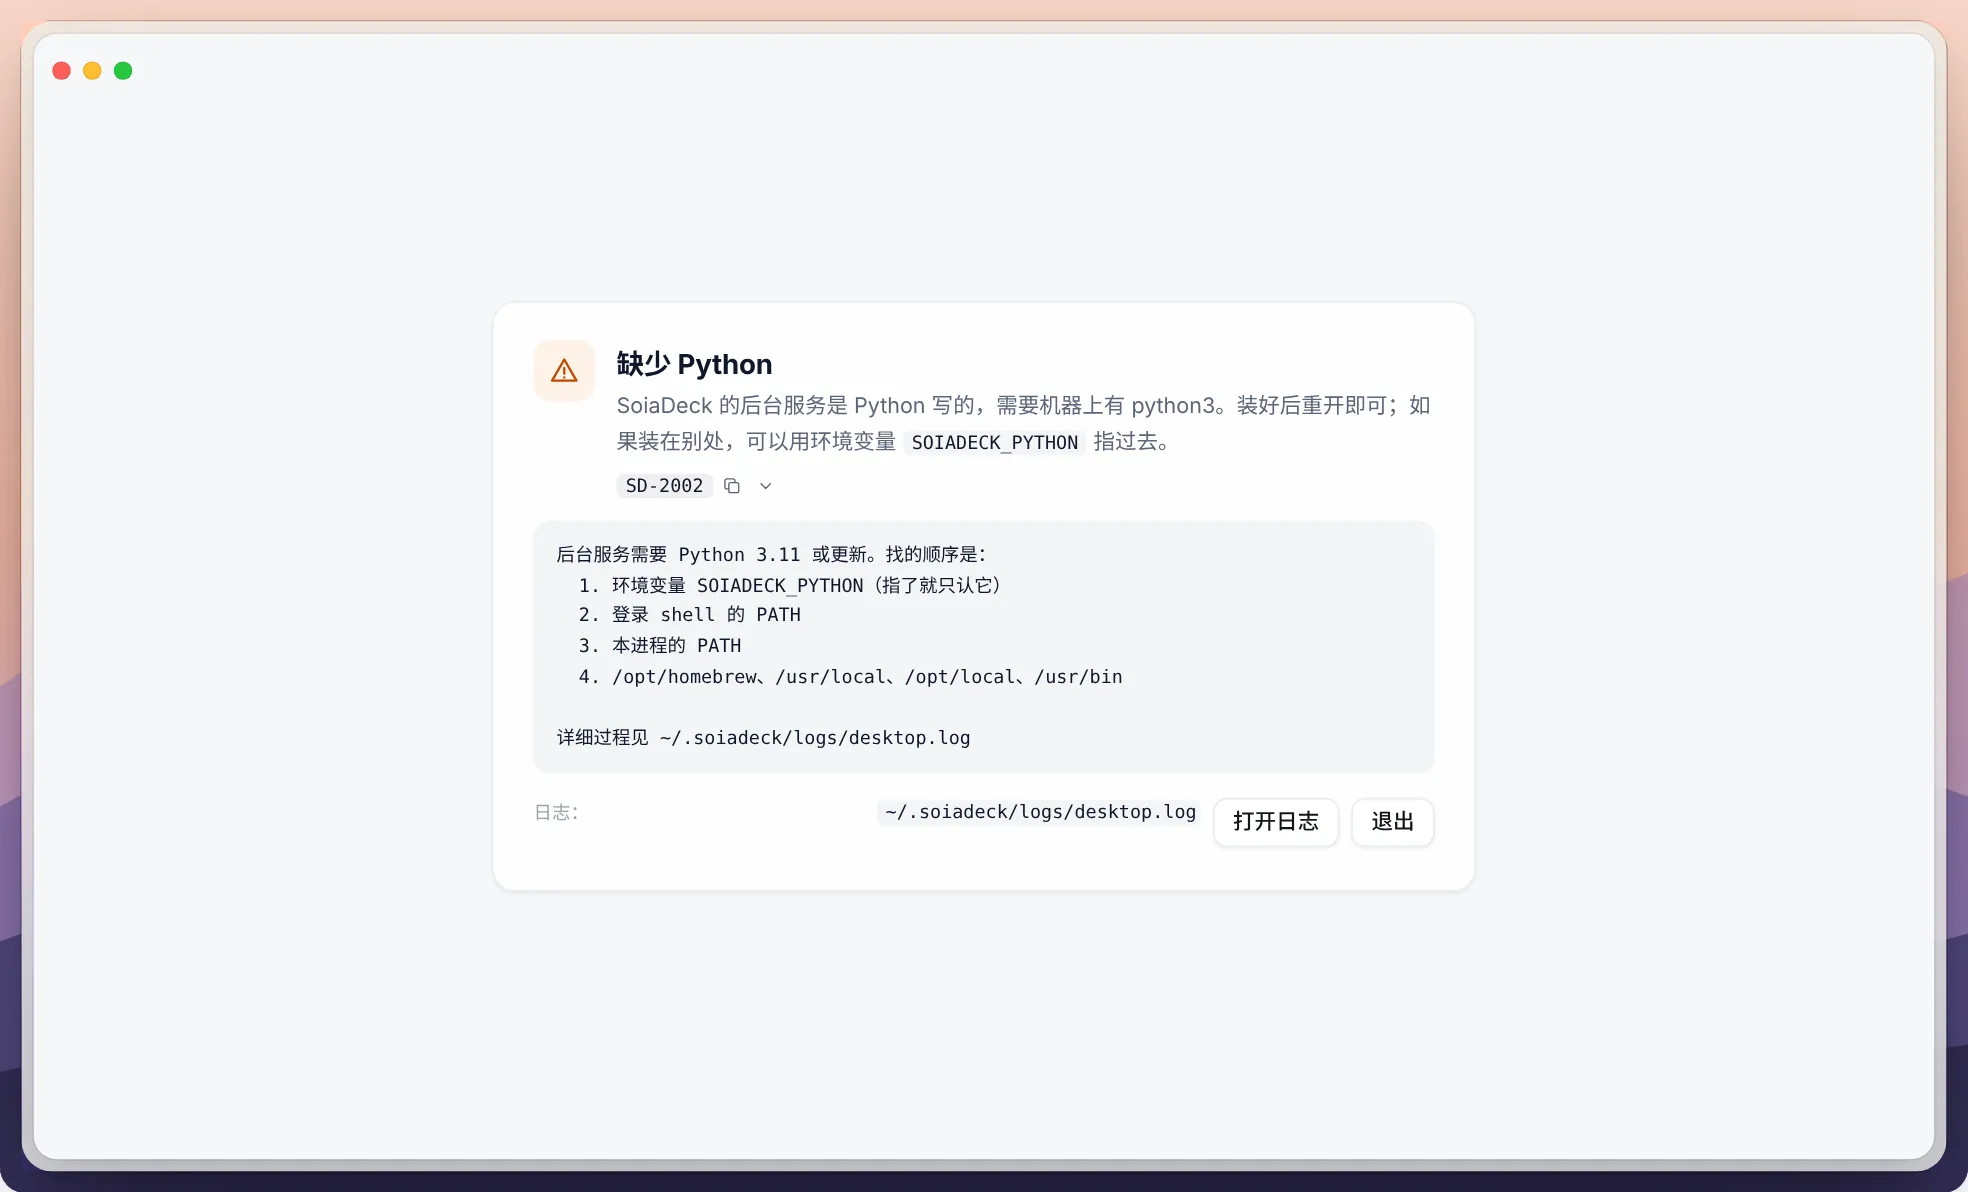 缺少 Python
SoiaDeck 的后台服务是 Python 写的，需要机器上有 python3。装好后重开即可；如
果装在别处，可以用环境变量 SOIADECK_PYTHON 指过去。
SD-2002
后台服务需要 Python 3.11 或更新。找的顺序是：
1. 环境变量 SOIADECK_PYTHON（指了就只认它）
2. 登录 shell 的 PATH
3. 本进程的 PATH
4. /opt/homebrew、/usr/local、/opt/local、/usr/bin
详细过程见 ~/.soiadeck/logs/desktop.log
日志： ~/.soiadeck/logs/desktop.log 打开日志 退出